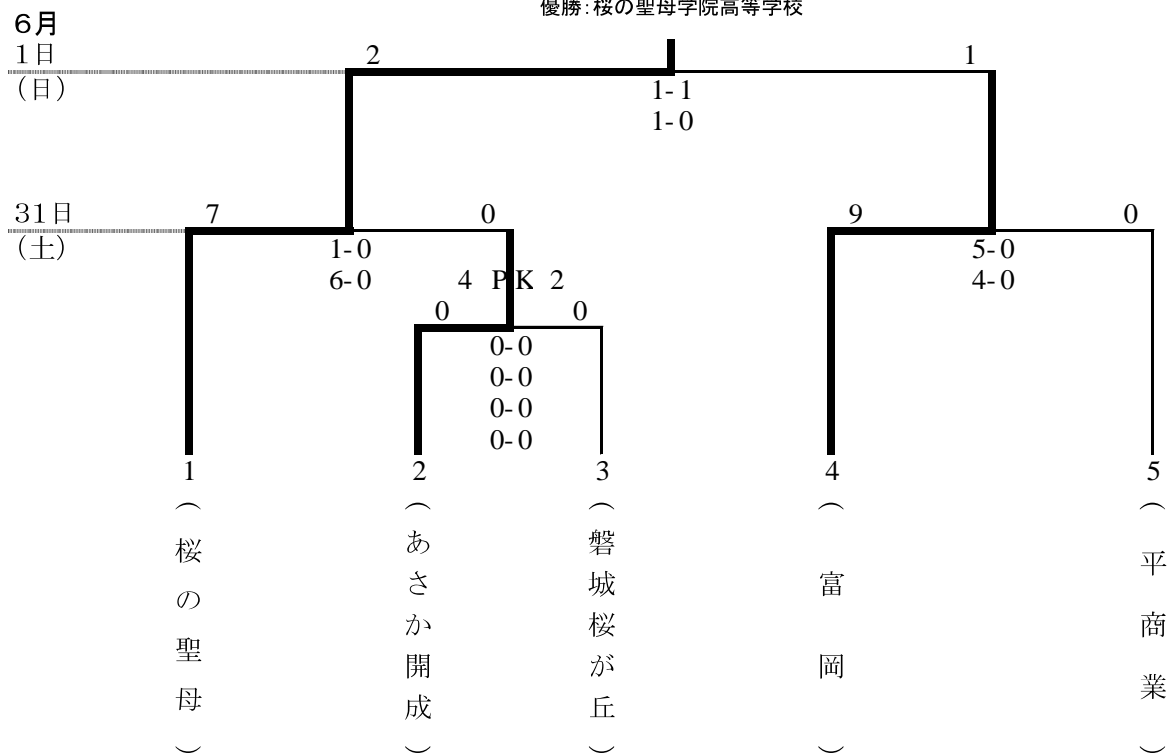 優勝:桜の聖母学院高等学校
6月
1日
(日)
2
1
1-1
1-0
31日
(土)
7
0
9
0
1-0
6-0
5-0
4-0
4 PK 2
0
0
0-0
0-0
0-0
0-0
1
2
3
4
5
(桜の聖母)
(あさか開成)
(磐城桜が丘)
(富岡)
(平商業)